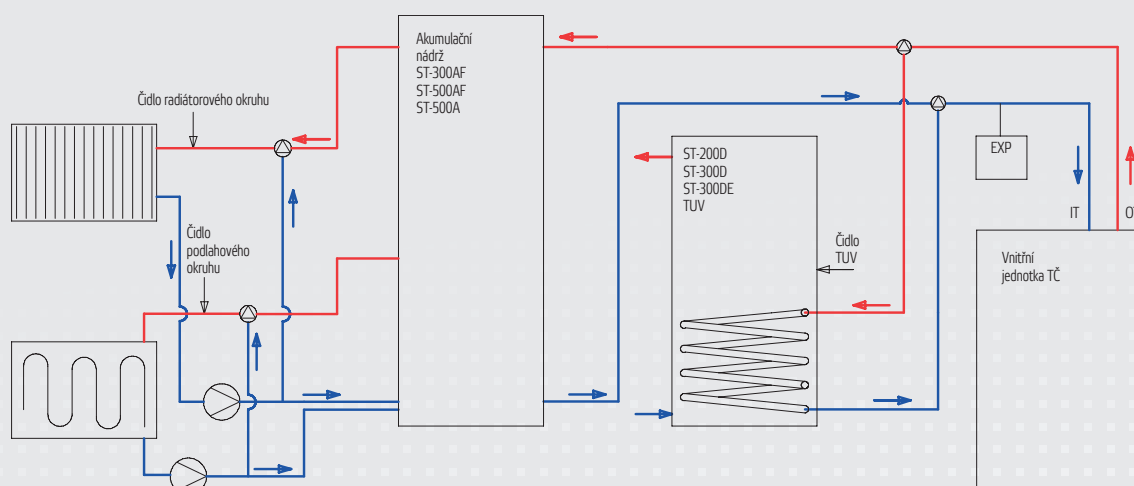 Akumulační
nádrž
ST-300AF
ST-500AF
ST-500A
Čidlo radiátorového okruhu
Čidlo
podlahového
okruhu
ST-200D
ST-300D
ST-300DE
TUV
Čidlo
TUV
EXP
IT
Vnitřní
jednotka TČ